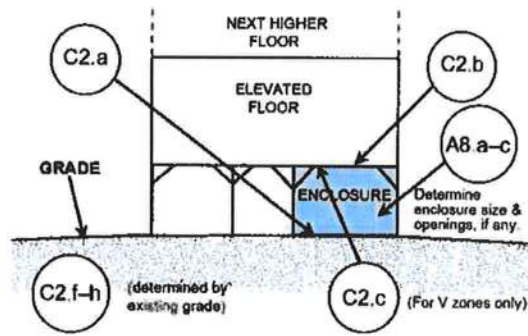 NEXT HIGHER
FLOOR
C2.a
C2.b
ELEVATED
FLOOR
A8.a–c
GRADE
ENCLOSURE
Determine
enclosure size &
openings, if any.
C2.f–h
(determined by
existing grade)
C2.c
(For V zones only)